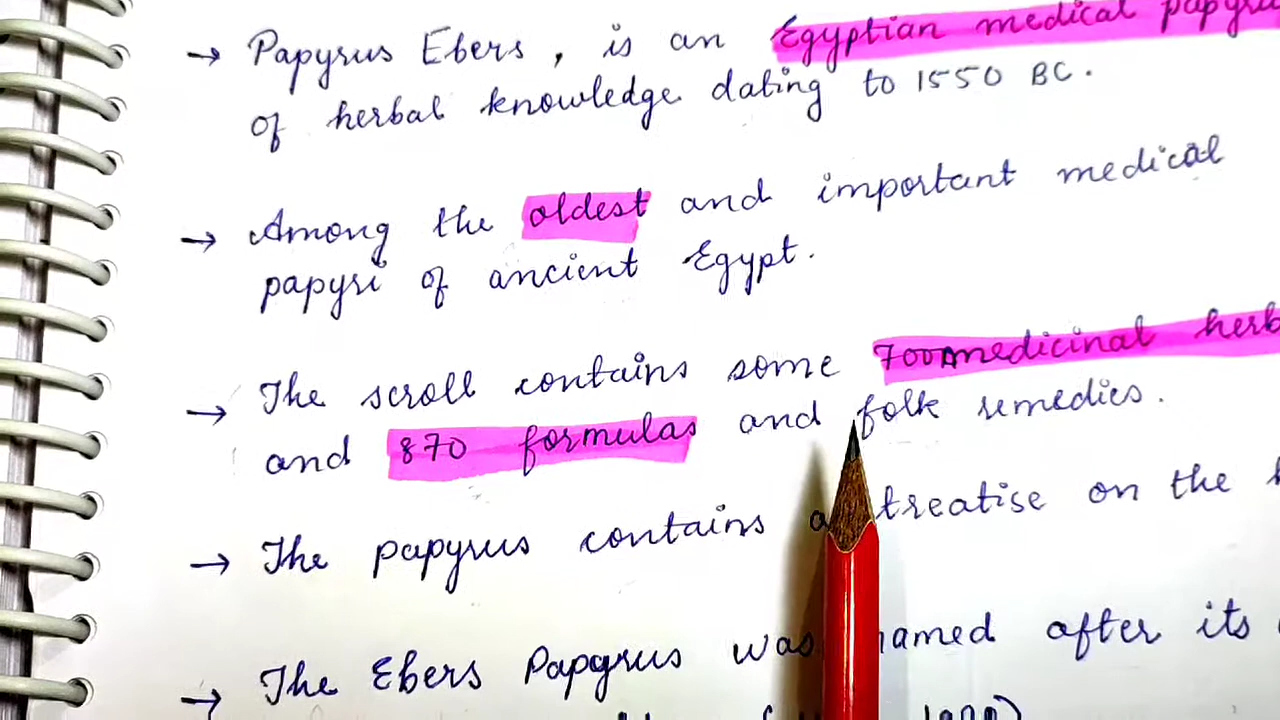 → Papyrus Ebers, is an Egyptian medical papyru
of herbal knowledge dating to 1550 BC.
→ Among the oldest and important medical
papyri of ancient Egypt.
→ The scroll contains some 700 medicinal herb
and 870 formulas and folk remedies.
→ The papyrus contains a treatise on the
→ The Ebers Papyrus was named after its